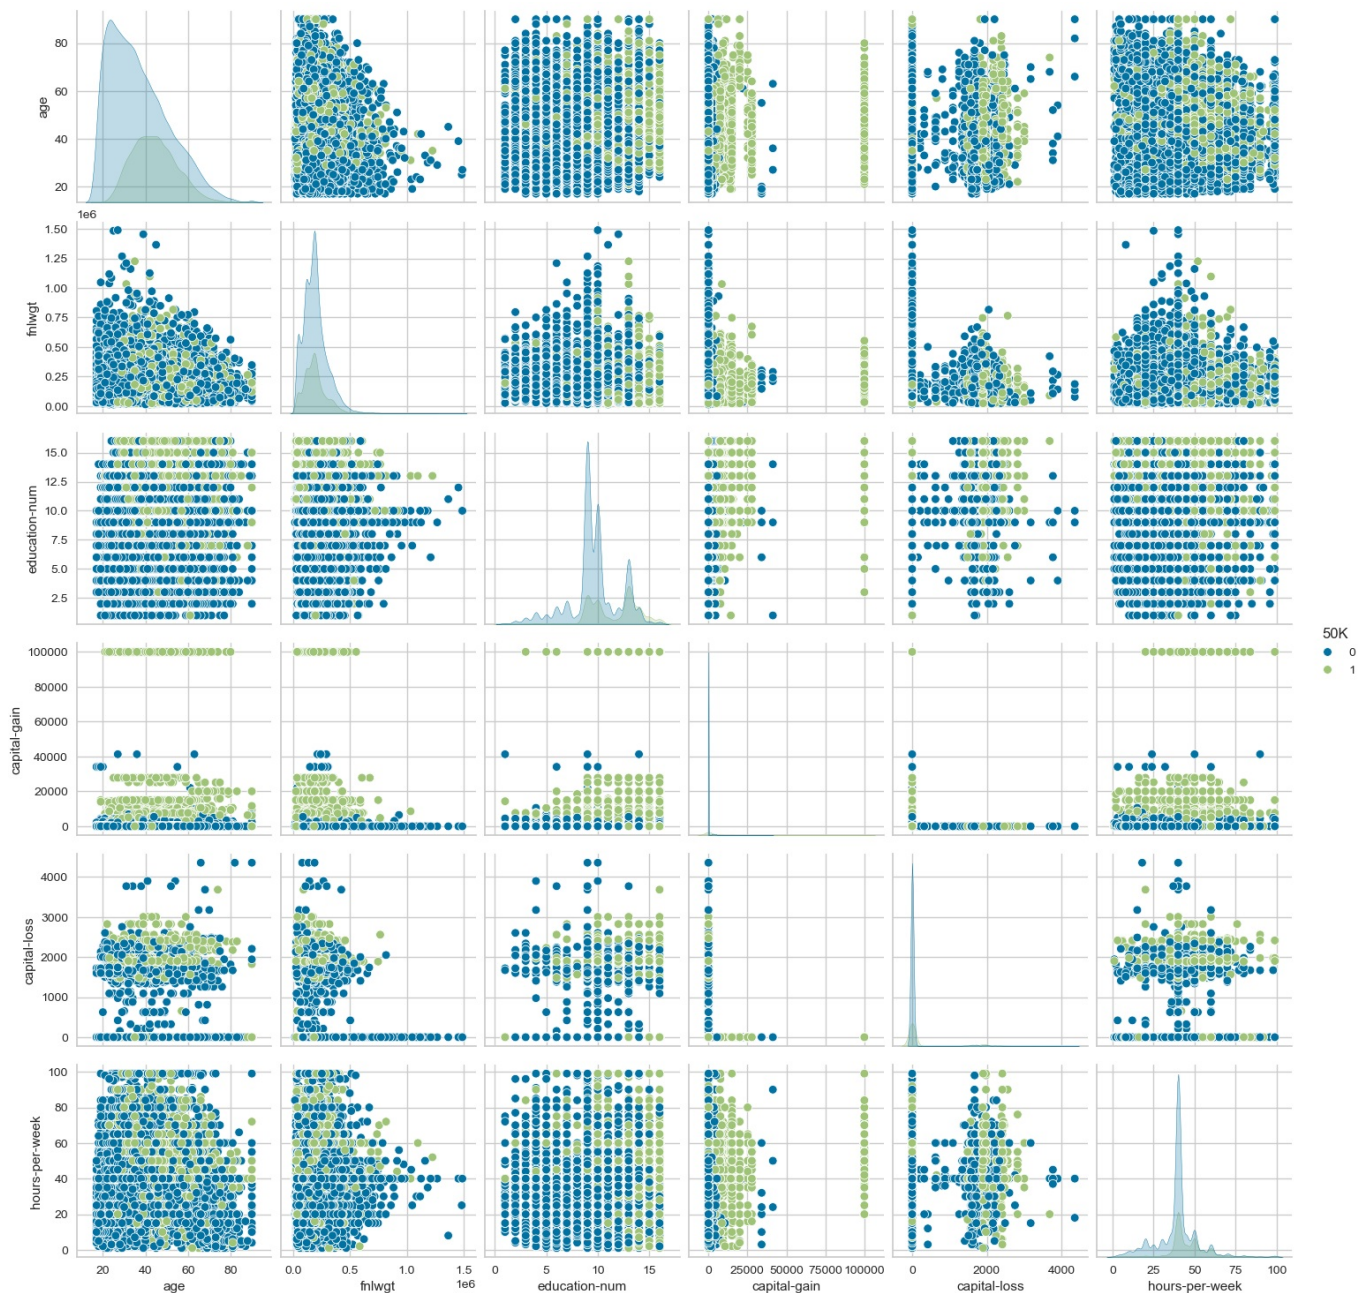 80
60
40
20
age
1e6
1.50
1.25
1.00
0.75
0.50
0.25
0.00
fnlwgt
15.0
12.5
10.0
7.5
5.0
2.5
education-num
50K
0
1
100000
80000
60000
40000
20000
0
capital-gain
4000
3000
2000
1000
0
capital-loss
100
80
60
40
20
0
hours-per-week
20 40 60 80
0.0 0.5 1.0 1.5
0 5 10 15
0 25000 50000 75000 100000
0 2000 4000
0 25 50 75 100
1e6
age fnlwgt education-num capital-gain capital-loss hours-per-week